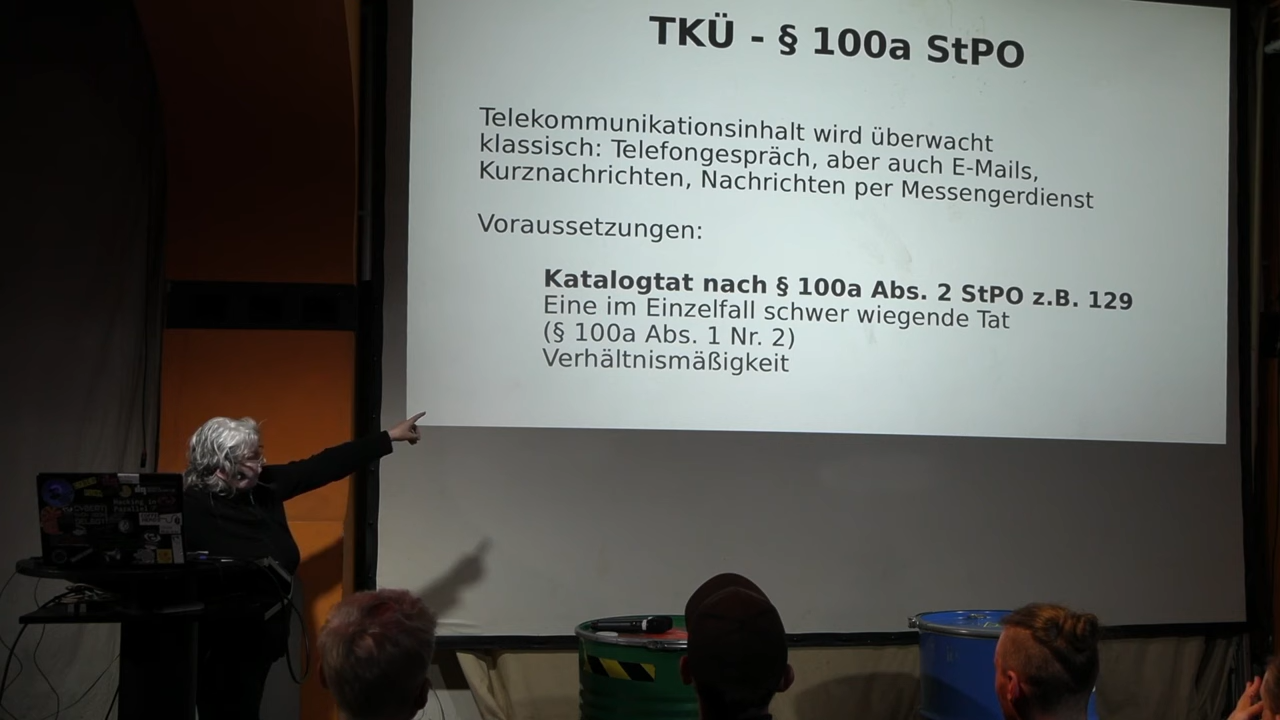 TKÜ - § 100a StPO
Telekommunikationsinhalt wird überwacht
klassisch: Telefongespräch, aber auch E-Mails,
Kurznachrichten, Nachrichten per Messengerdienst
Voraussetzungen:
Katalogtat nach § 100a Abs. 2 StPO z.B. 129
Eine im Einzelfall schwer wiegende Tat
(§ 100a Abs. 1 Nr. 2)
Verhältnismäßigkeit